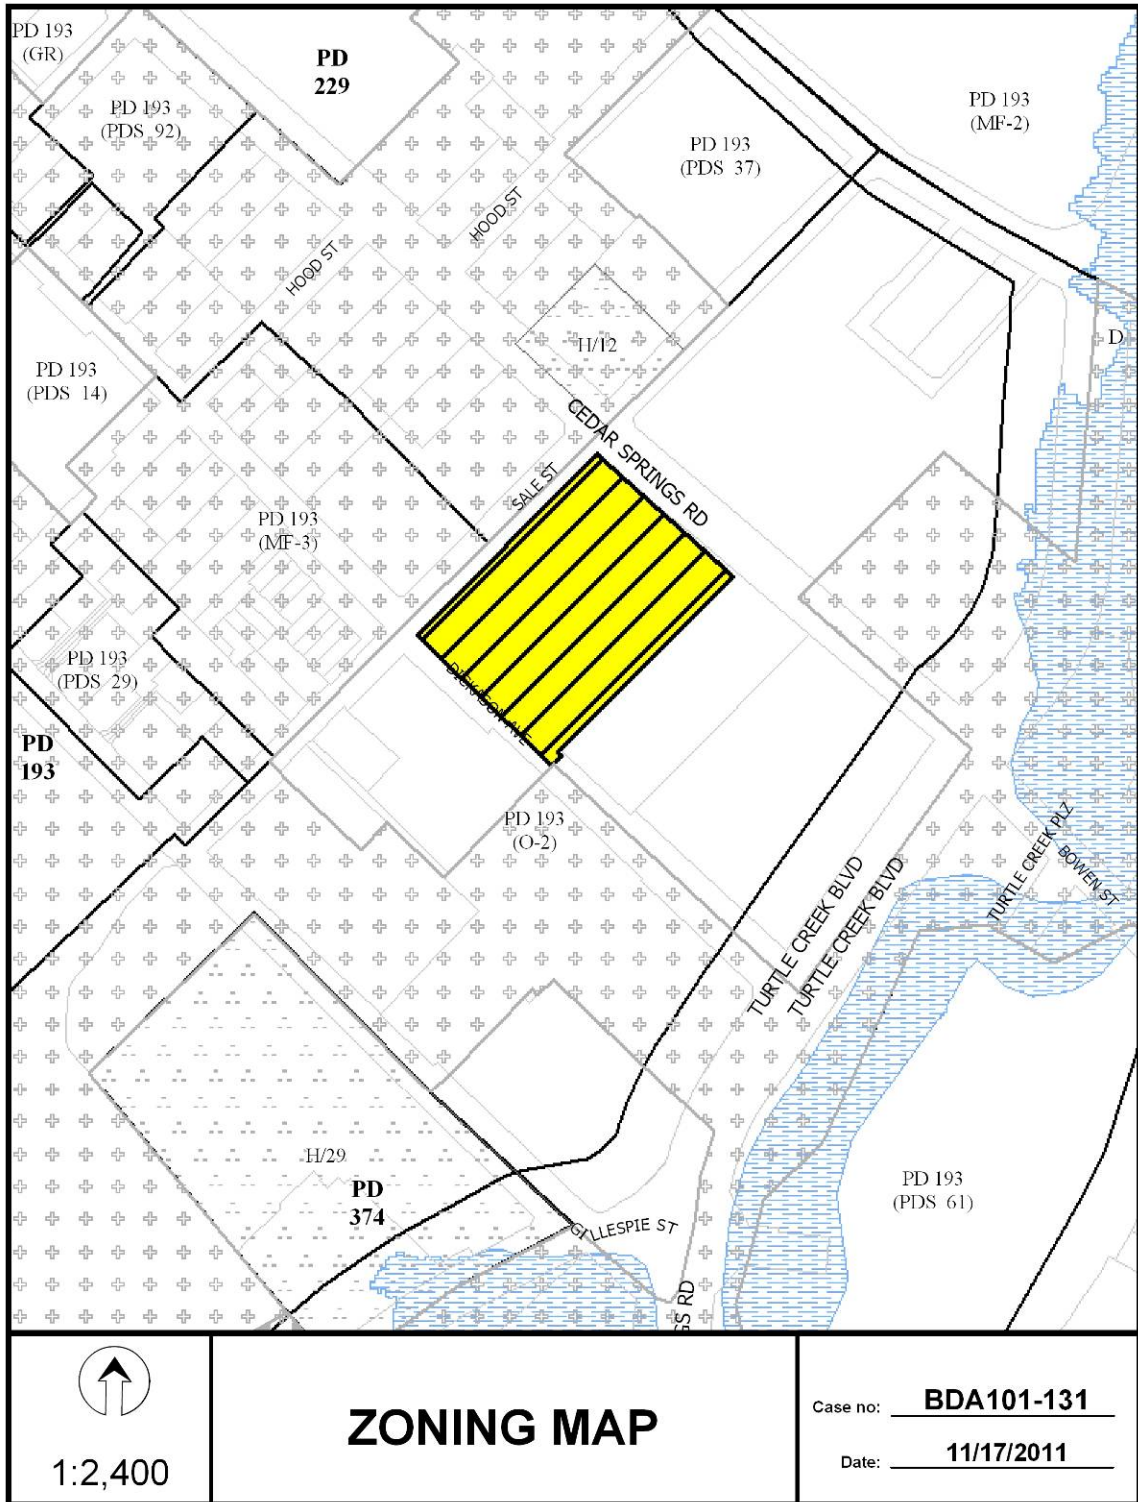 PD 193
(GR)
PD
229
PD 193
(PDS 92)
PD 193
(MF-2)
PD 193
(PDS 37)
HOOD ST
HOOD ST
H/12
D
PD 193
(PDS 14)
CEDAR SPRINGS RD
SALE ST
PD 193
(MF-3)
PD 193
(PDS 29)
DICKASON AVE
PD
193
PD 193
(O-2)
TURTLE CREEK PLZ
BOWEN ST
TURTLE CREEK BLVD
TURTLE CREEK BLVD
H/29
PD
374
PD 193
(PDS 61)
GILLESPIE ST
GS RD
1:2,400
ZONING MAP
Case no: BDA101-131
Date: 11/17/2011